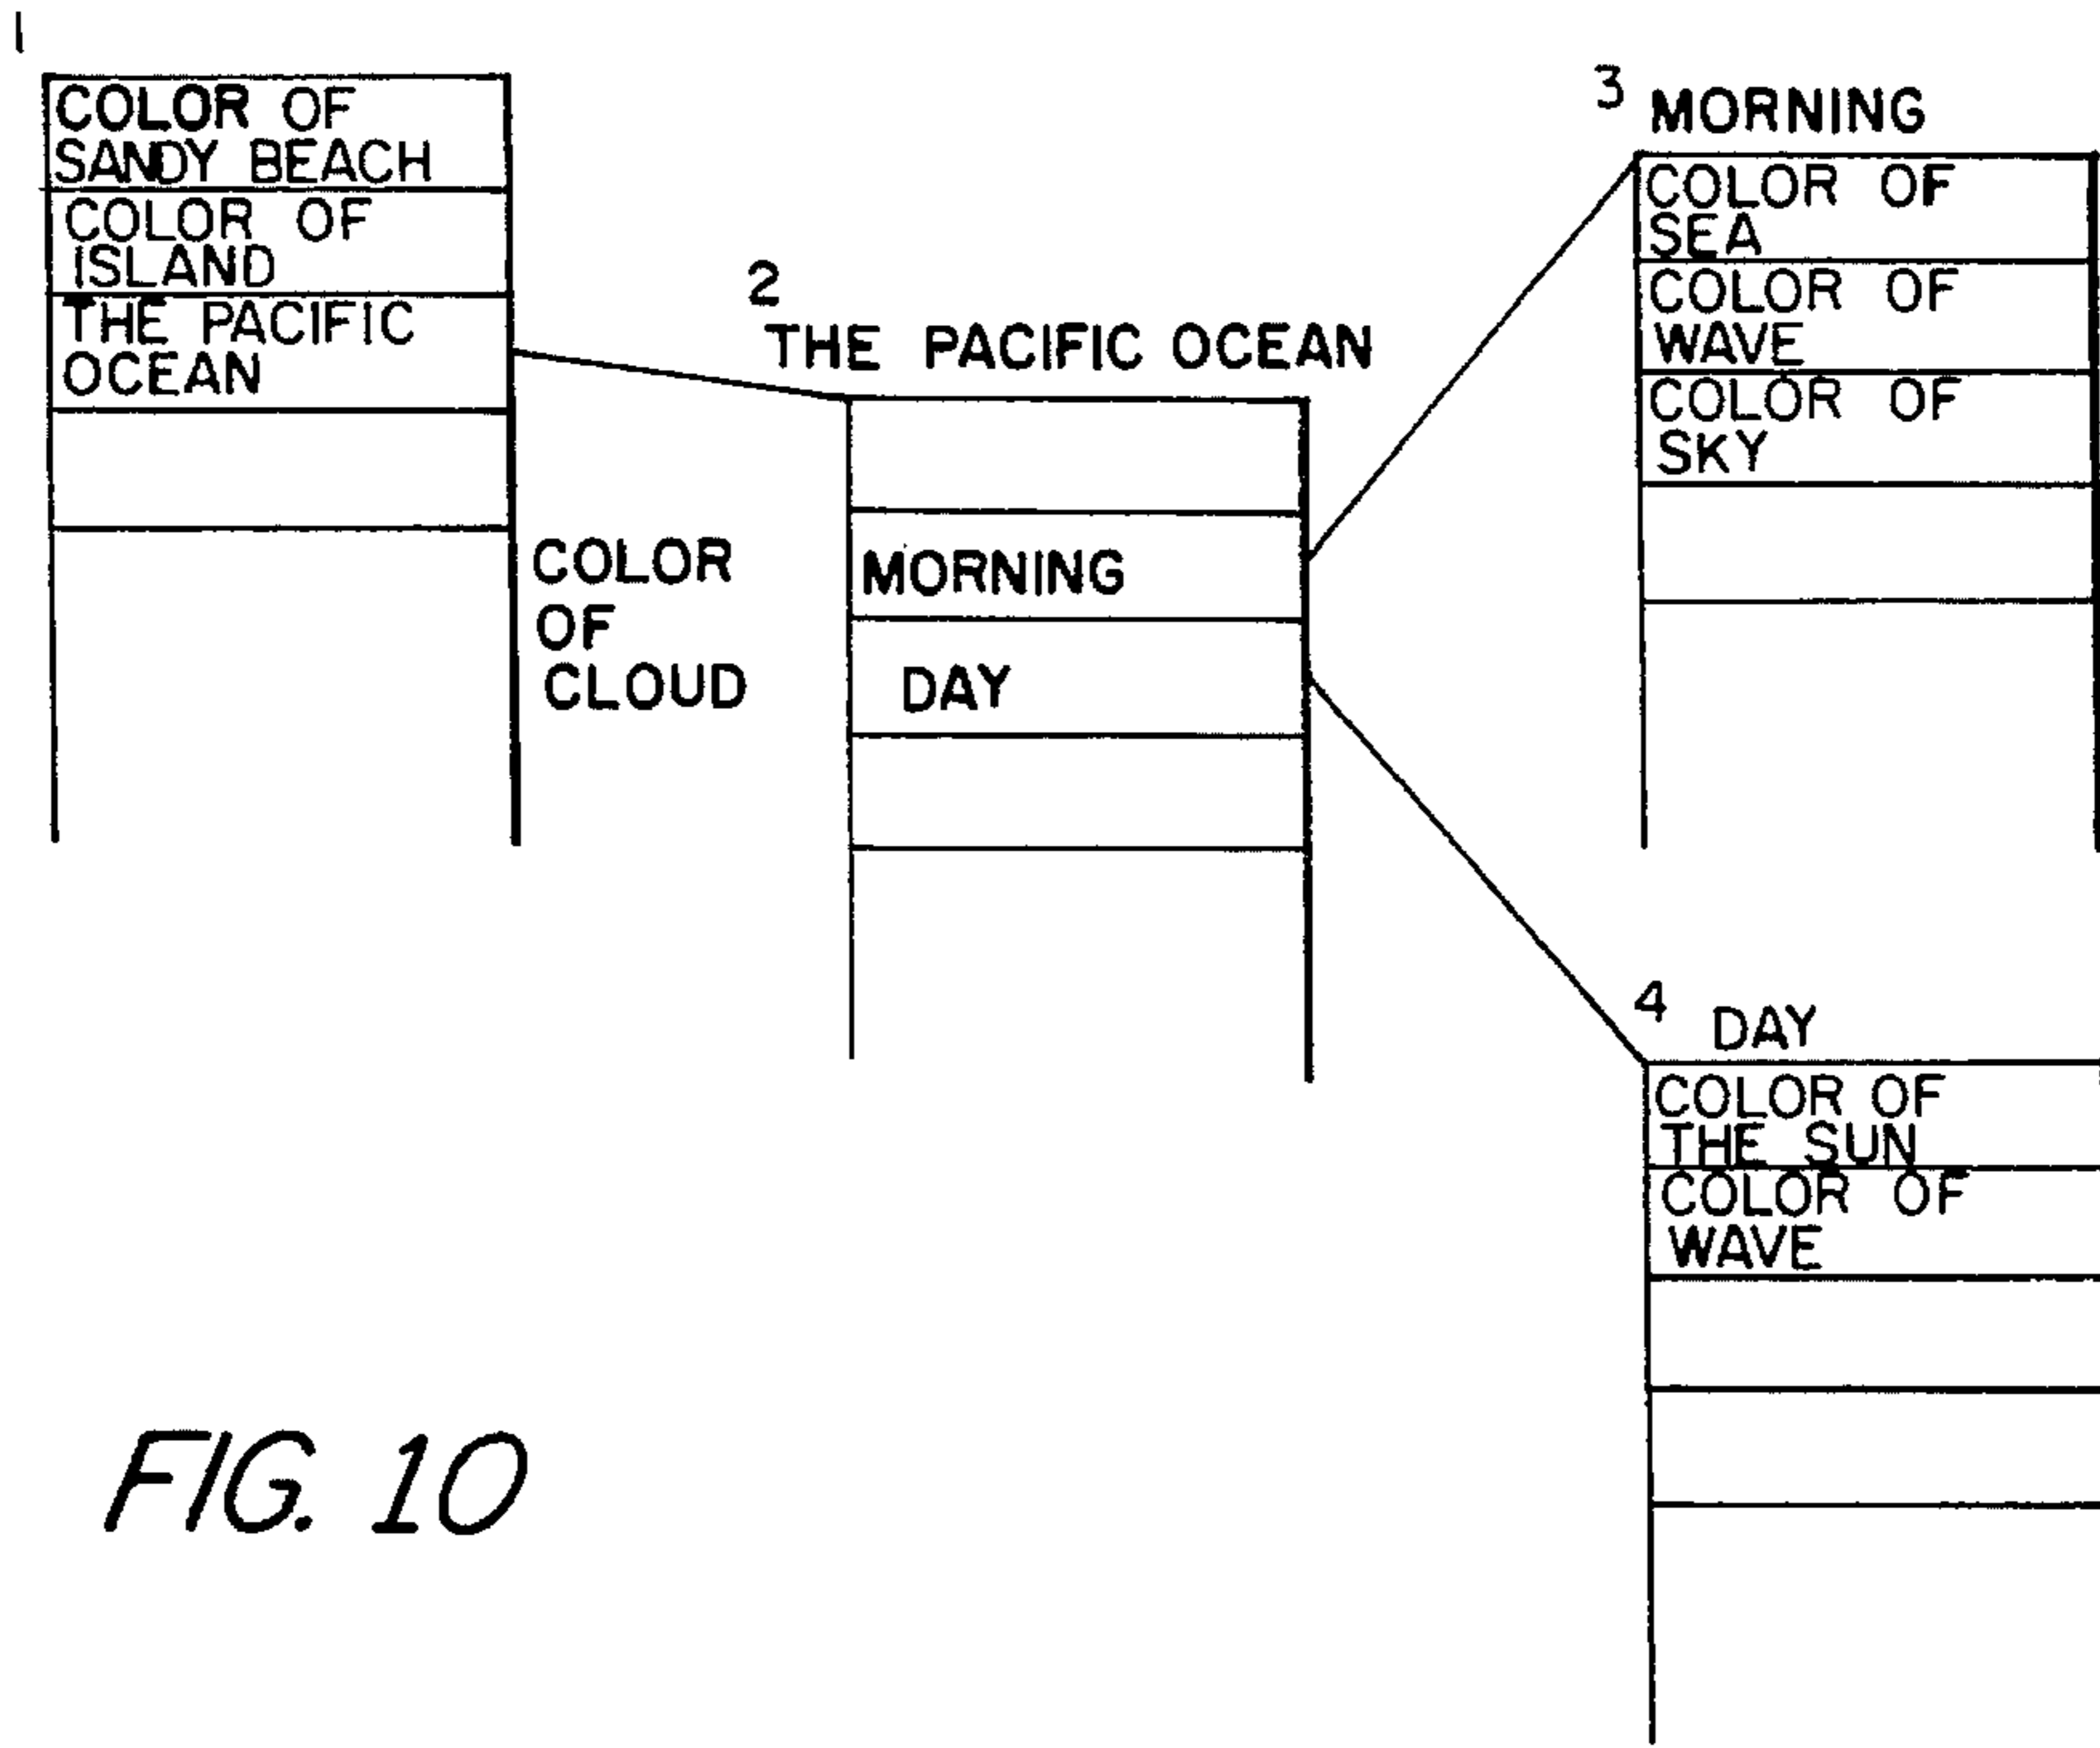 1
COLOR OF
SANDY BEACH
COLOR OF
ISLAND
THE PACIFIC
OCEAN
COLOR
OF
CLOUD
2
THE PACIFIC OCEAN
MORNING
DAY
3
MORNING
COLOR OF
SEA
COLOR OF
WAVE
COLOR OF
SKY
4
DAY
COLOR OF
THE SUN
COLOR OF
WAVE
FIG. 10